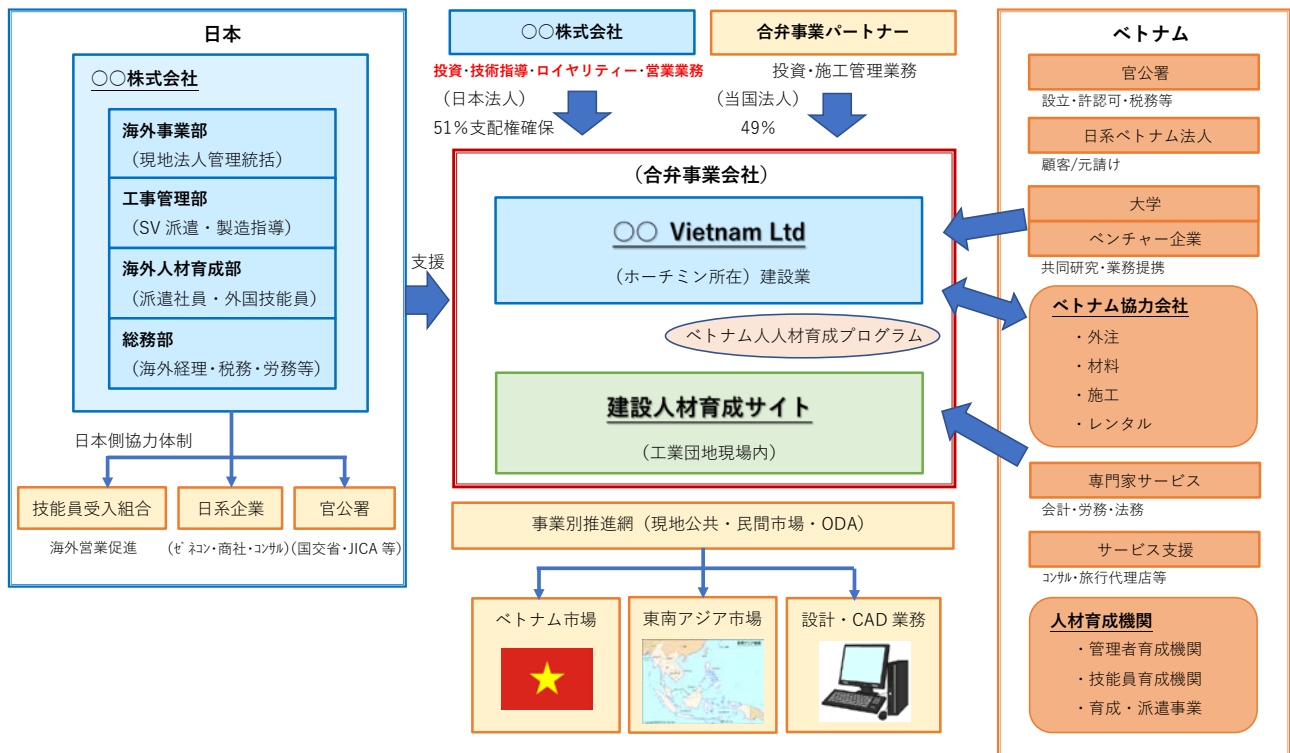 日本
○○株式会社
海外事業部
（現地法人管理統括）
工事管理部
（SV 派遣・製造指導）
海外人材育成部
（派遣社員・外国技能員）
総務部
（海外経理・税務・労務等）
日本側協力体制
技能員受入組合
海外営業促進
日系企業
（ｾﾞﾈｺﾝ・商社・ｺﾝｻﾙ）
官公署
（国交省・JICA 等）
支援
○○株式会社
投資・技術指導・ロイヤリティー・営業業務
（日本法人）
51％支配権確保
合弁事業パートナー
投資・施工管理業務
（当国法人）
49％
（合弁事業会社）
○○ Vietnam Ltd
（ホーチミン所在）建設業
ベトナム人人材育成プログラム
建設人材育成サイト
（工業団地現場内）
事業別推進網（現地公共・民間市場・ODA）
ベトナム市場
東南アジア市場
設計・CAD 業務
ベトナム
官公署
設立・許認可・税務等
日系ベトナム法人
顧客/元請け
大学
ベンチャー企業
共同研究・業務提携
ベトナム協力会社
・外注
・材料
・施工
・レンタル
専門家サービス
会計・労務・法務
サービス支援
ｺﾝｻﾙ・旅行代理店等
人材育成機関
・管理者育成機関
・技能員育成機関
・育成・派遣事業